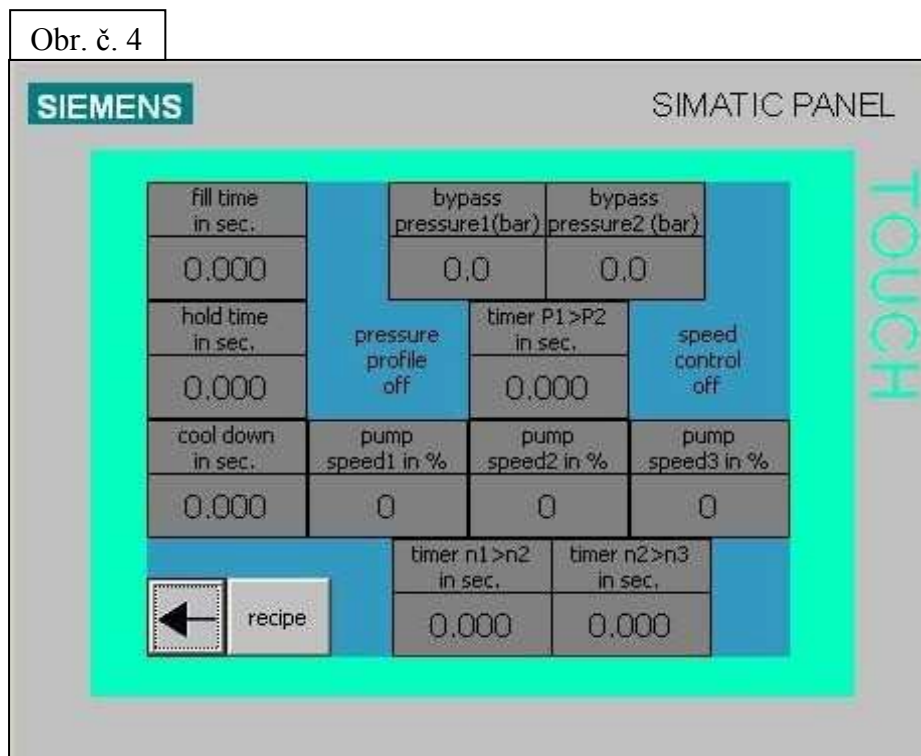 Obr. č. 4
SIEMENS
SIMATIC PANEL
TOUCH
fill time
in sec.
0.000
bypass
pressure1(bar)
0,0
bypass
pressure2 (bar)
0,0
hold time
in sec.
0.000
pressure
profile
off
timer P1>P2
in sec.
0.000
speed
control
off
cool down
in sec.
0.000
pump
speed1 in %
0
pump
speed2 in %
0
pump
speed3 in %
0
timer n1>n2
in sec.
0.000
timer n2>n3
in sec.
0.000
recipe